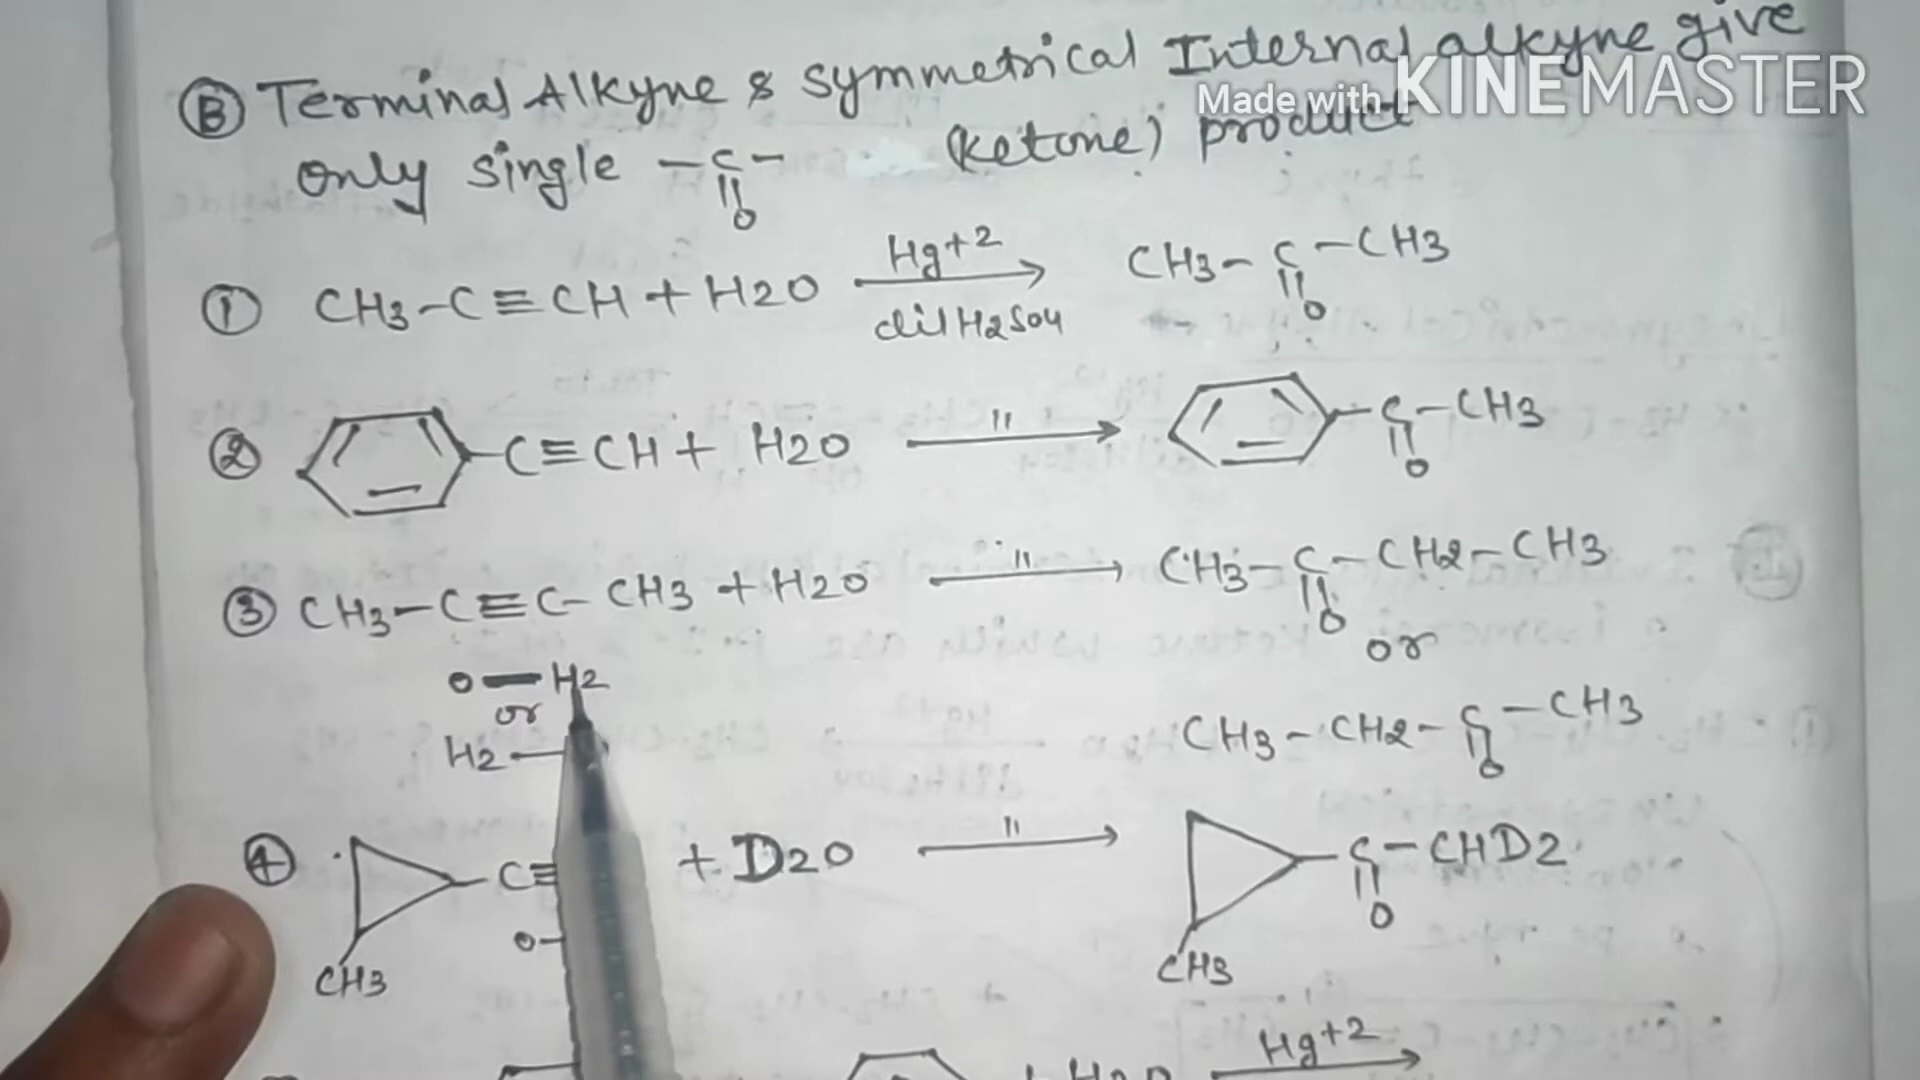 Ⓑ Terminal Alkyne & symmetrical Internal alkyne give
Made with KINEMASTER
only single -C- (Ketone) product
||
O
① CH3-C≡CH + H2O Hg+2 CH3-C-CH3
dil H2SO4 || O
② C≡CH + H2O 〃 C-CH3
|| O
③ CH3-C≡C-CH3 + H2O 〃 CH3-C-CH2-CH3
|| O
or
O-H2
or
H2-
CH3-CH2-C-CH3
|| O
④ C≡ + D2O 〃 C-CHD2
|| O
O-
CH3 CH3
Hg+2
+ H2O